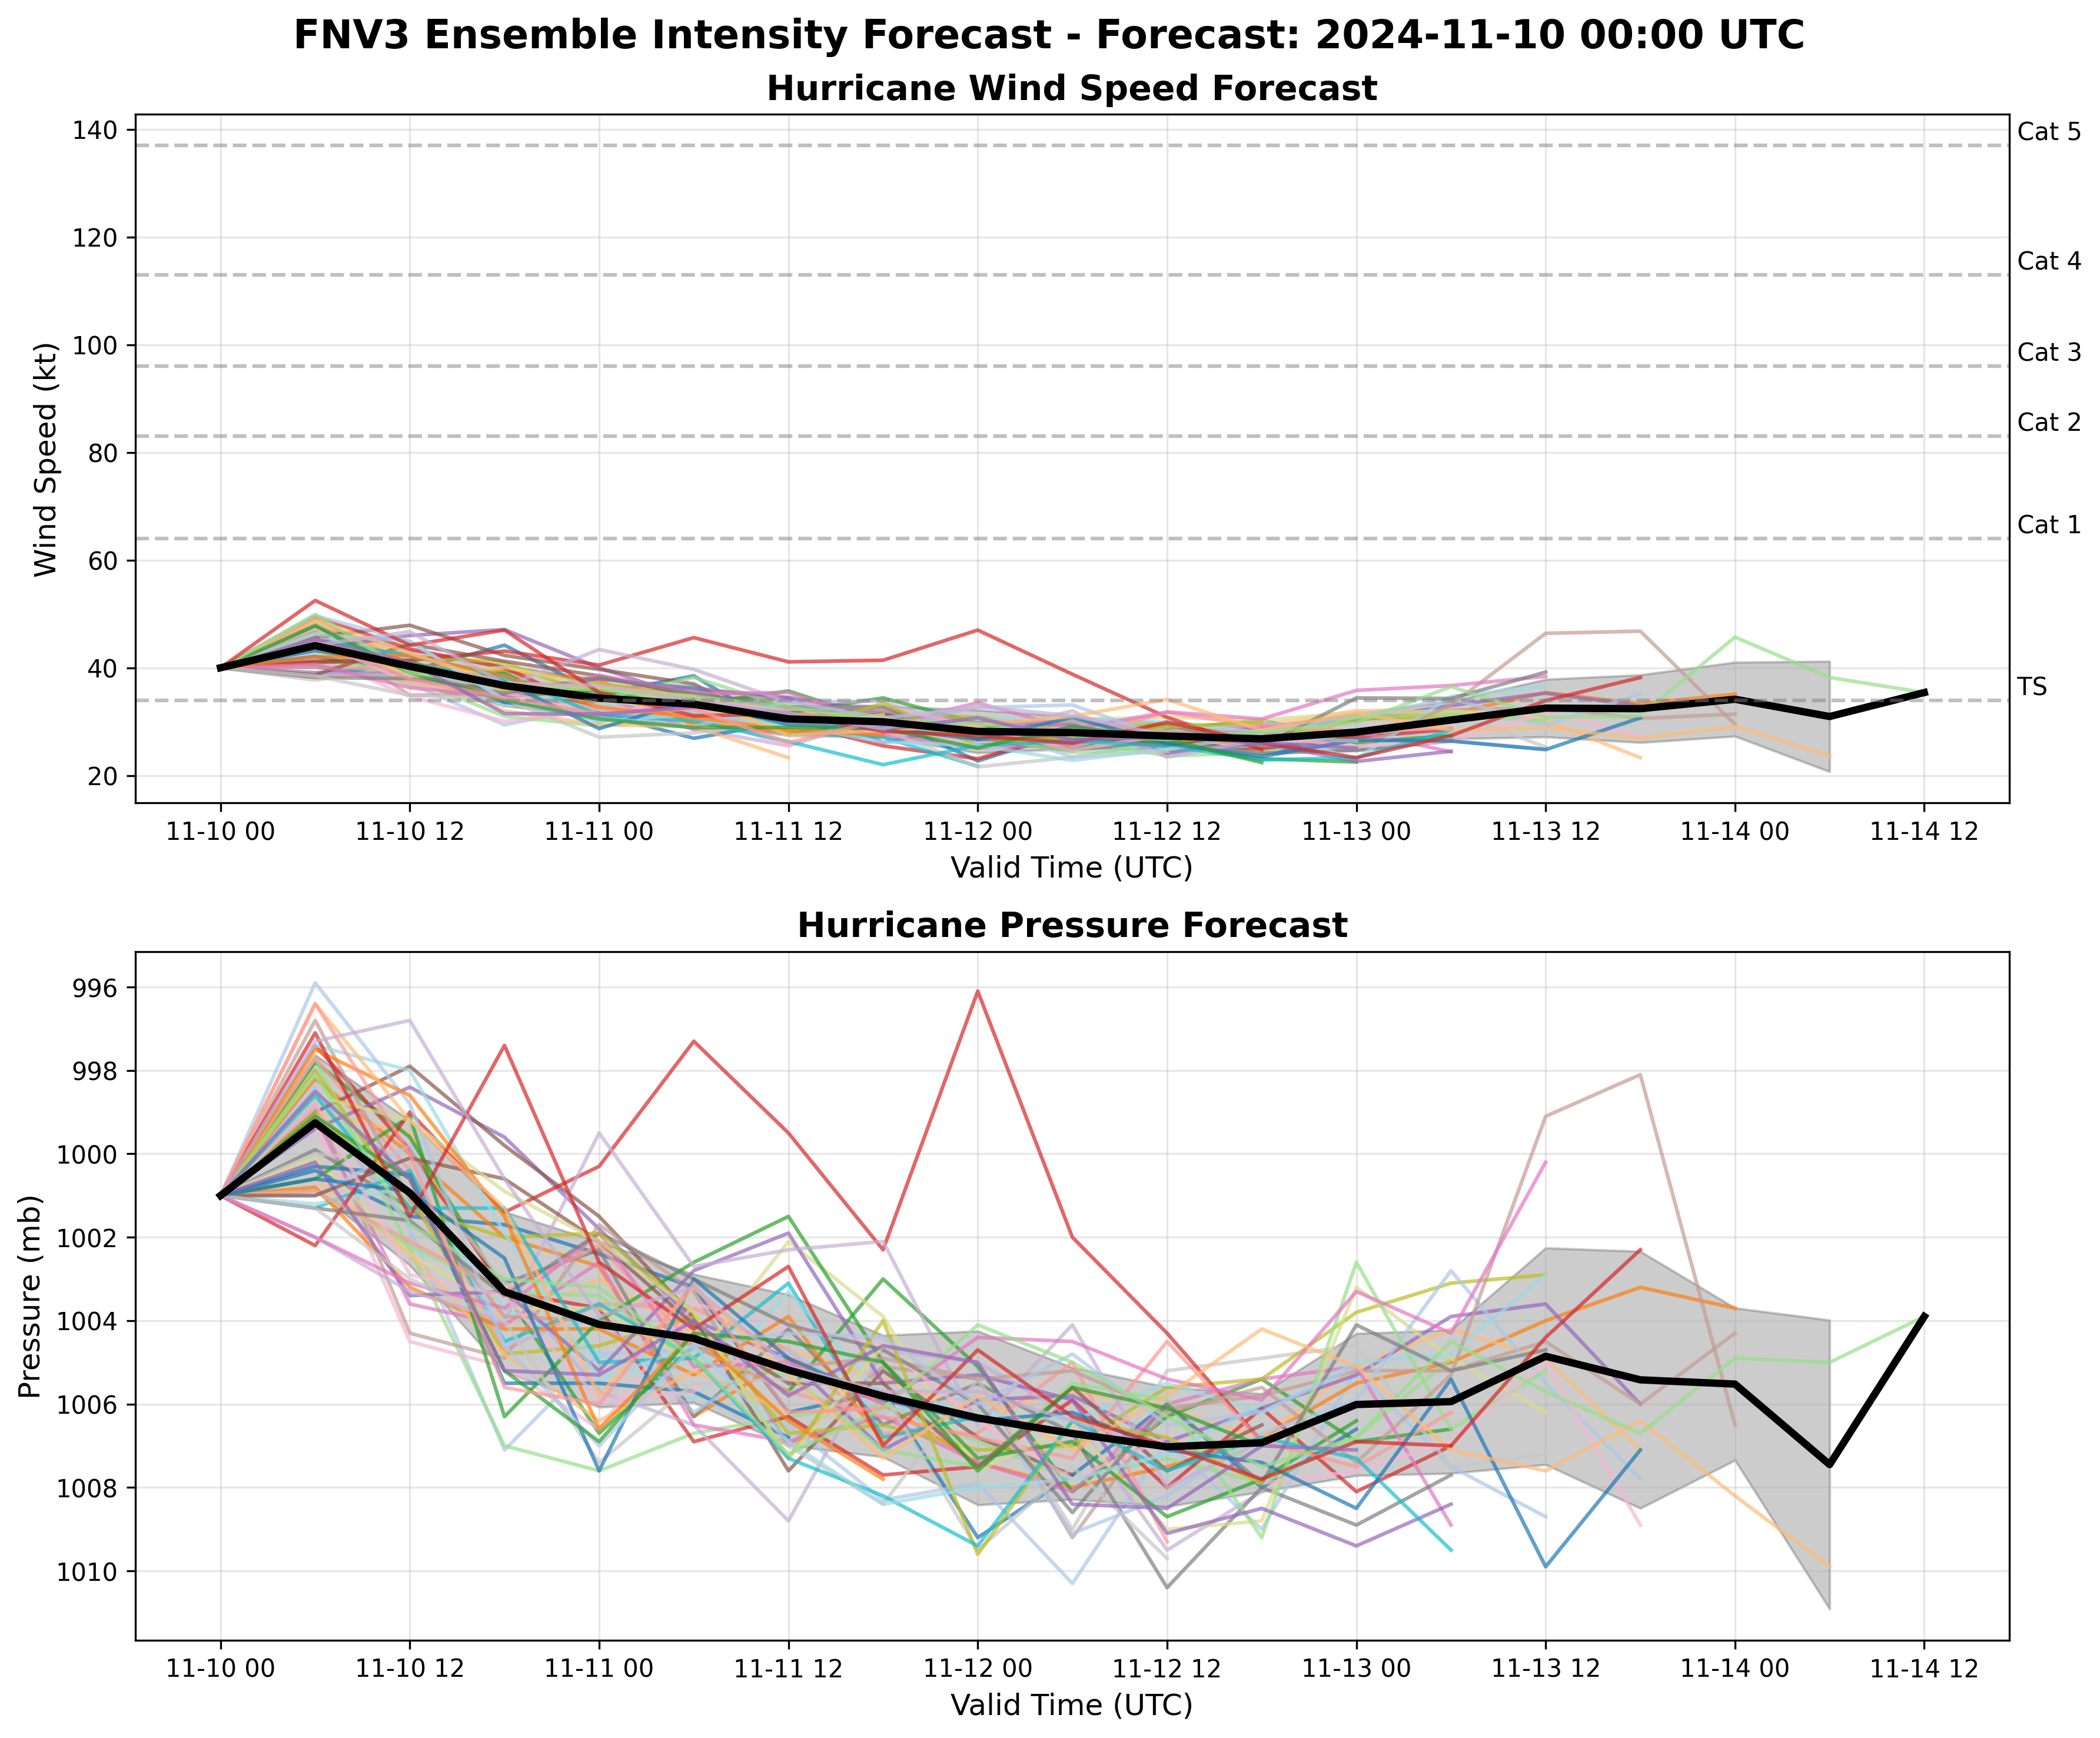 FNV3 Ensemble Intensity Forecast - Forecast: 2024-11-10 00:00 UTC
Hurricane Wind Speed Forecast
Wind Speed (kt)
140
120
100
80
60
40
20
Cat 5
Cat 4
Cat 3
Cat 2
Cat 1
TS
11-10 00 11-10 12 11-11 00 11-11 12 11-12 00 11-12 12 11-13 00 11-13 12 11-14 00 11-14 12
Valid Time (UTC)
Hurricane Pressure Forecast
Pressure (mb)
996
998
1000
1002
1004
1006
1008
1010
11-10 00 11-10 12 11-11 00 11-11 12 11-12 00 11-12 12 11-13 00 11-13 12 11-14 00 11-14 12
Valid Time (UTC)